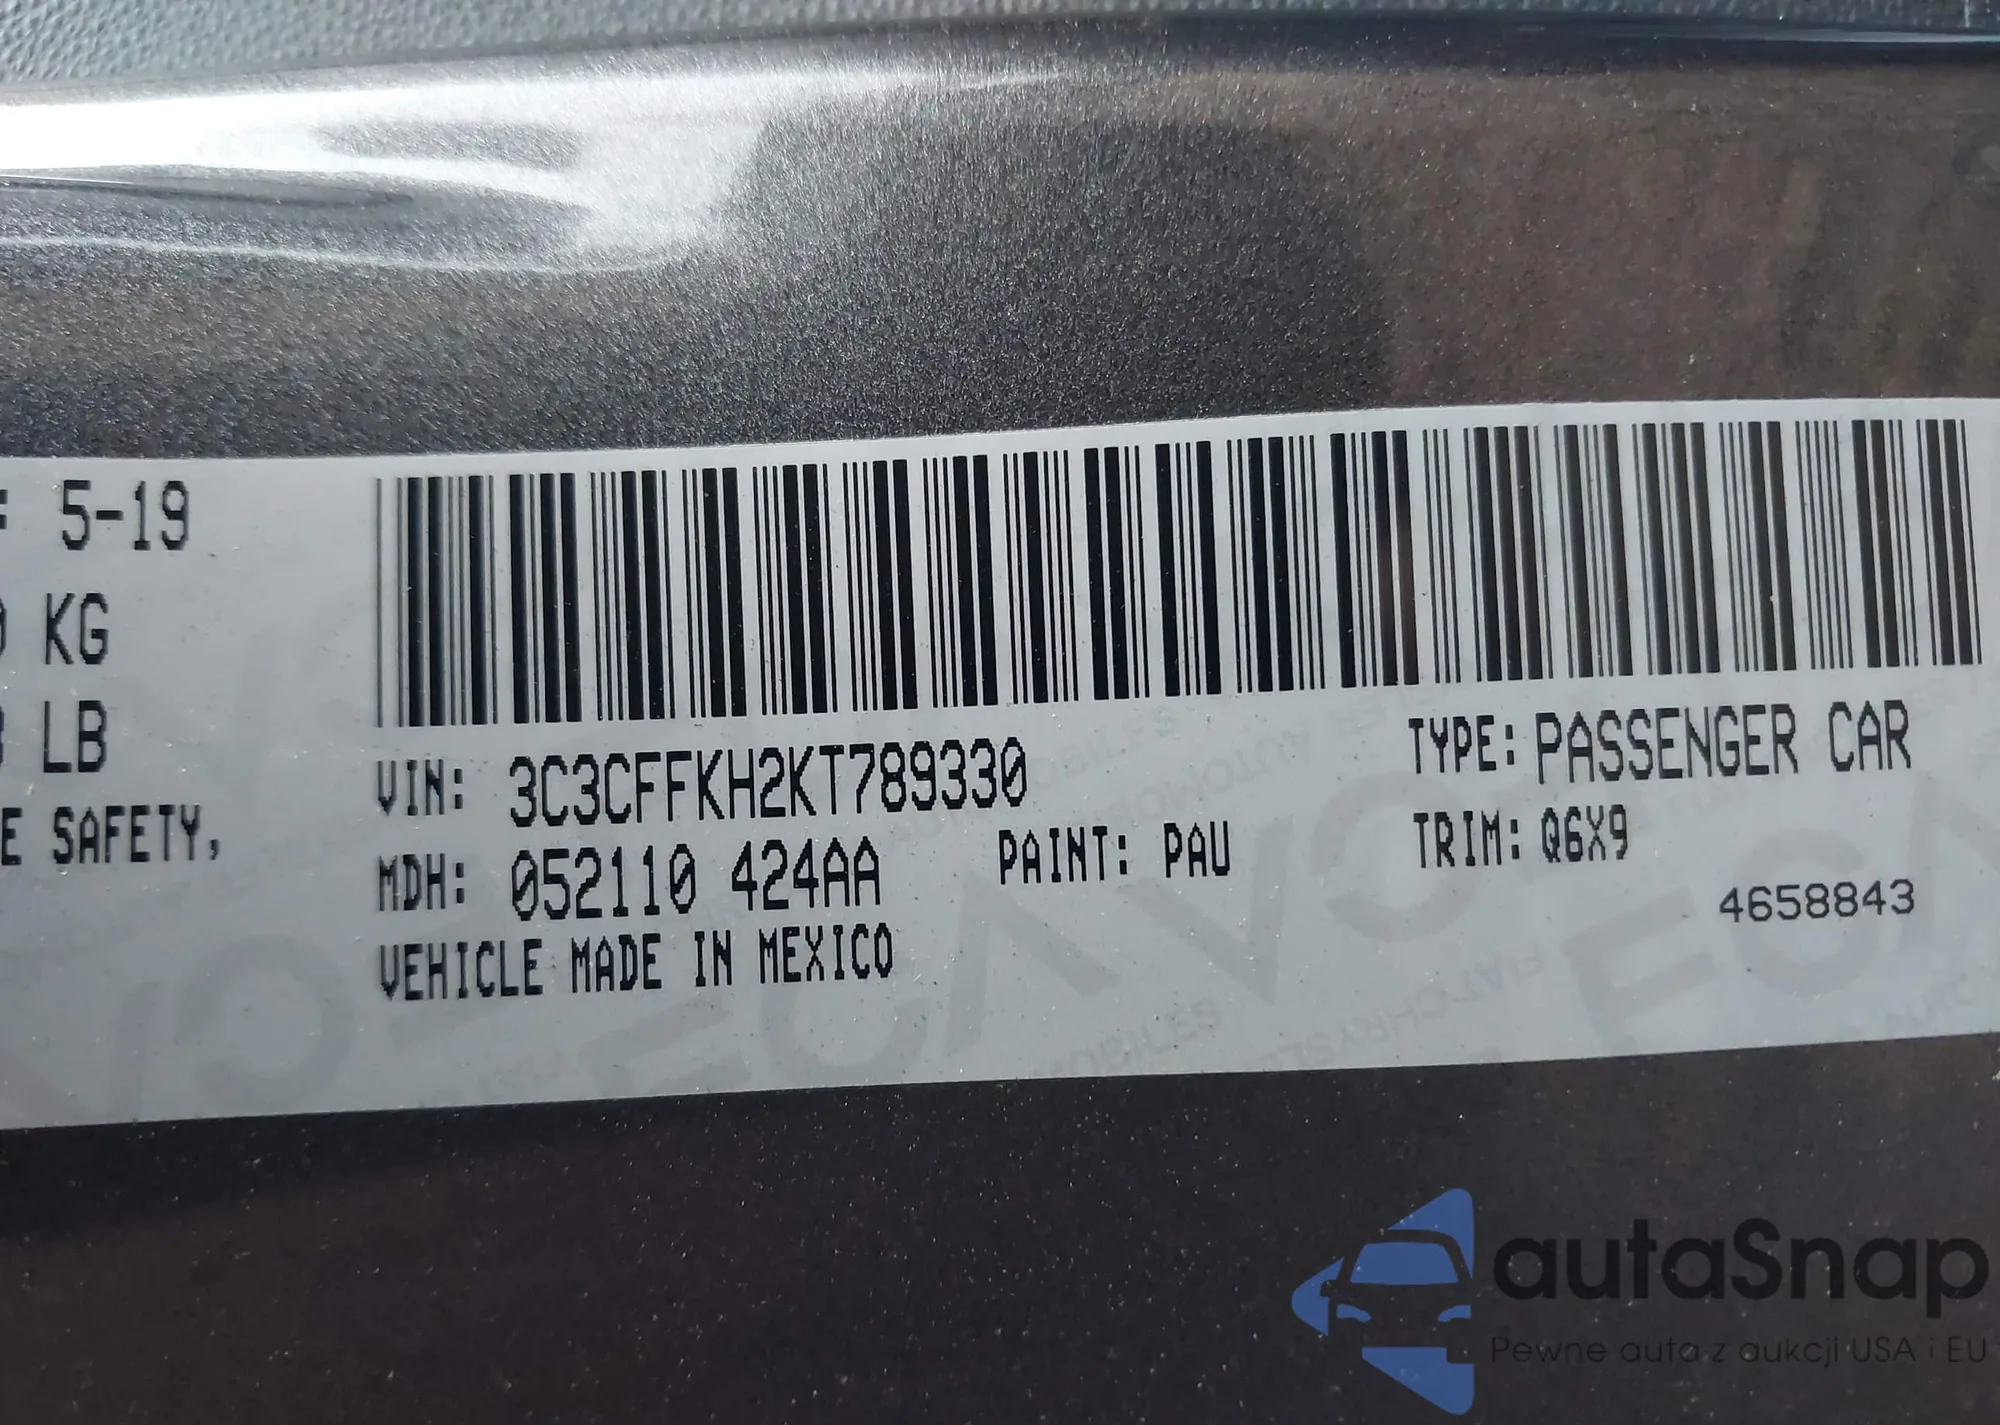 : 5-19
KG
LB
E SAFETY,
VIN: 3C3CFFKH2KT789330
TYPE: PASSENGER CAR
MDH: 052110 424AA
PAINT: PAU
TRIM: Q6X9
4658843
VEHICLE MADE IN MEXICO
autaSnap
Pewne auta z aukcji USA i EU